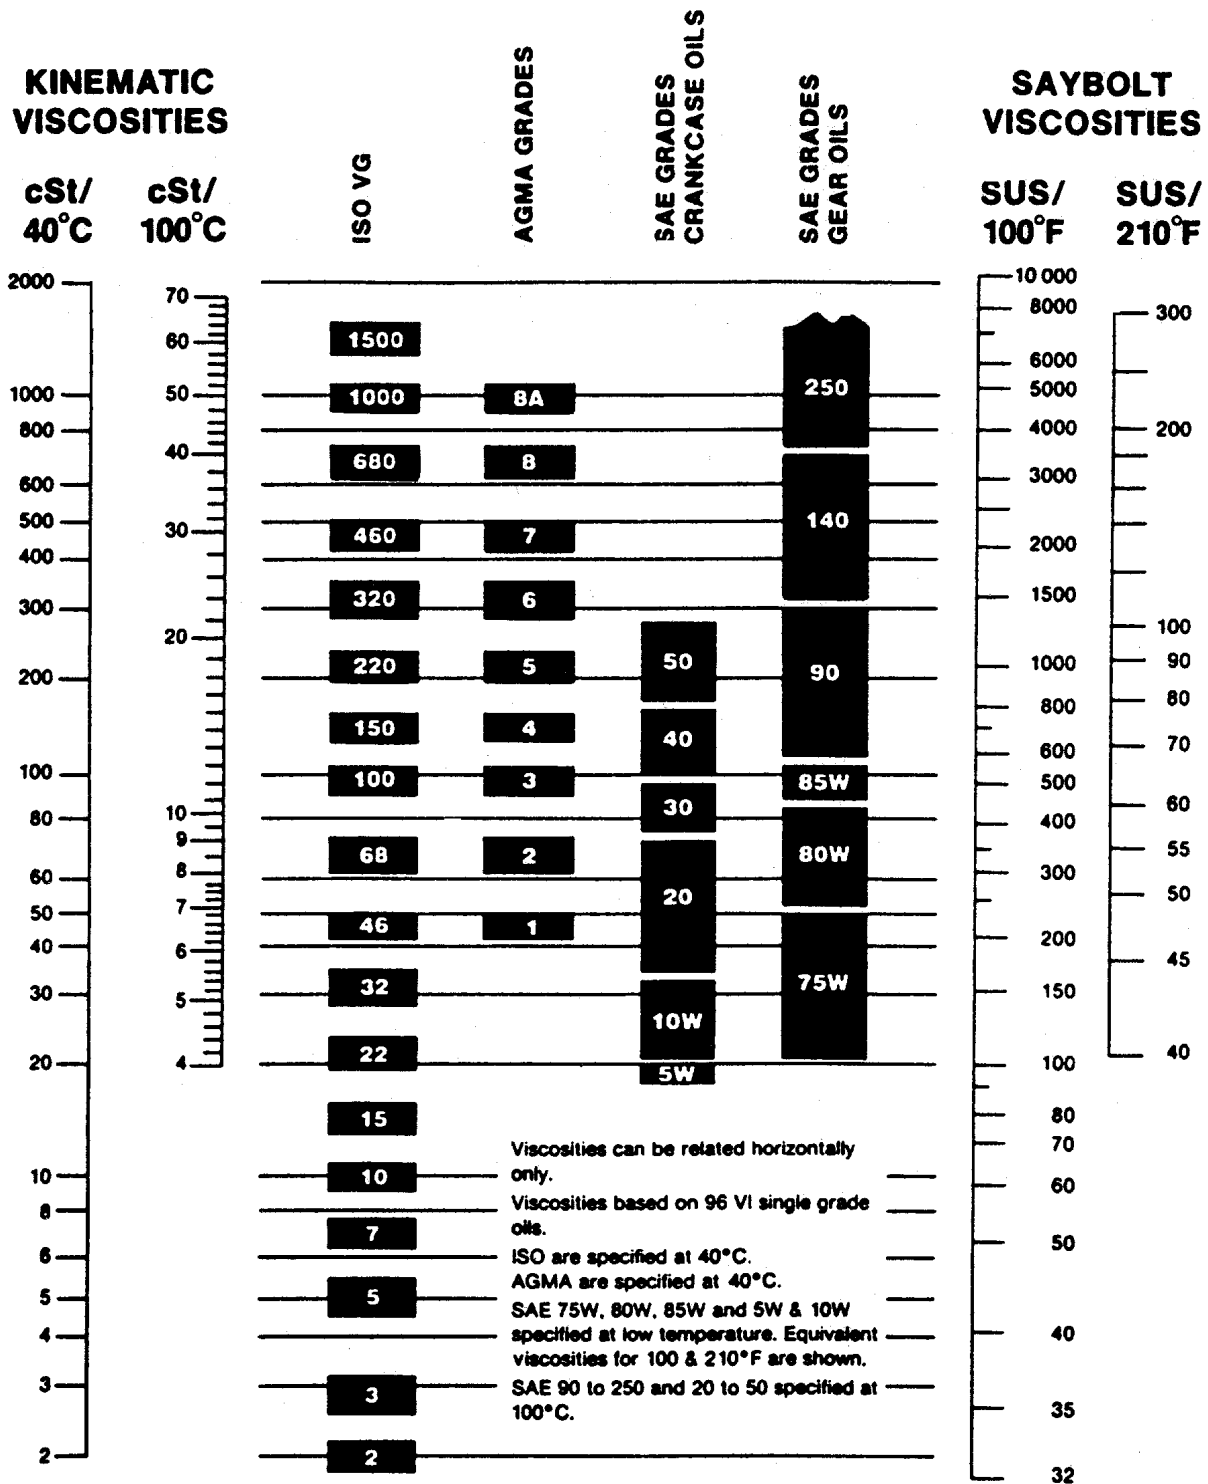 KINEMATIC
VISCOSITIES
cSt/
40°C
cSt/
100°C
ISO VG
AGMA GRADES
SAE GRADES
CRANKCASE OILS
SAE GRADES
GEAR OILS
SAYBOLT
VISCOSITIES
SUS/
100°F
SUS/
210°F
2000
1000
800
600
500
400
300
200
100
80
60
50
40
30
20
10
8
6
5
4
3
2
70
60
50
40
30
20
10
9
8
7
6
5
4
1500
1000
680
460
320
220
150
100
68
46
32
22
15
10
7
5
3
2
8A
8
7
6
5
4
3
2
1
50
40
30
20
10W
5W
250
140
90
85W
80W
75W
10 000
8000
6000
5000
4000
3000
2000
1500
1000
800
600
500
400
300
200
150
100
80
70
60
50
40
35
32
300
200
100
90
80
70
60
55
50
45
40
Viscosities can be related horizontally
only.
Viscosities based on 96 VI single grade
oils.
ISO are specified at 40°C.
AGMA are specified at 40°C.
SAE 75W, 80W, 85W and 5W & 10W
specified at low temperature. Equivalent
viscosities for 100 & 210°F are shown.
SAE 90 to 250 and 20 to 50 specified at
100°C.